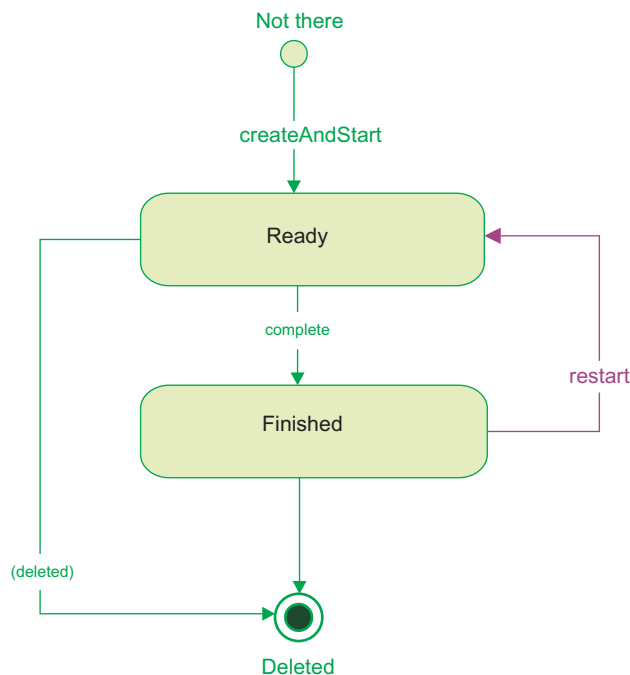 Not there
createAndStart
Ready
complete
restart
Finished
(deleted)
Deleted